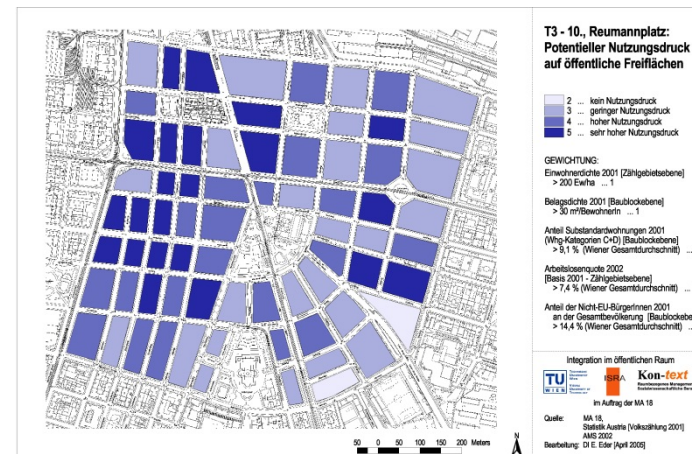 T3 - 10., Reumannplatz:
Potentieller Nutzungsdruck
auf öffentliche Freiflächen
2 ... kein Nutzungsdruck
3 ... geringer Nutzungsdruck
4 ... hoher Nutzungsdruck
5 ... sehr hoher Nutzungsdruck
GEWICHTUNG:
Einwohnerdichte 2001 [Zählgebietsebene]
> 200 Ew/ha ... 1
Belagsdichte 2001 [Baublockebene]
> 30 m²/BewohnerIn ... 1
Anteil Substandardwohnungen 2001
(Whg-Kategorien C+D) [Baublockebene]
> 9,1 % (Wiener Gesamtdurchschnitt) ...
Arbeitslosenquote 2002
[Basis 2001 - Zählgebietsebene]
> 7,4 % (Wiener Gesamtdurchschnitt) ...
Anteil der Nicht-EU-BürgerInnen 2001
an der Gesamtbevölkerung [Baublockebe
> 14,4 % (Wiener Gesamtdurchschnitt) ...
Integration im öffentlichen Raum
TU
WIEN
ISRA
Kon-text
Im Auftrag der MA 18
Quelle: MA 18,
Statistik Austria [Volkszählung 2001]
AMS 2002
Bearbeitung: DI E. Eder [April 2005]
50 0 50 100 150 200 Meters
N